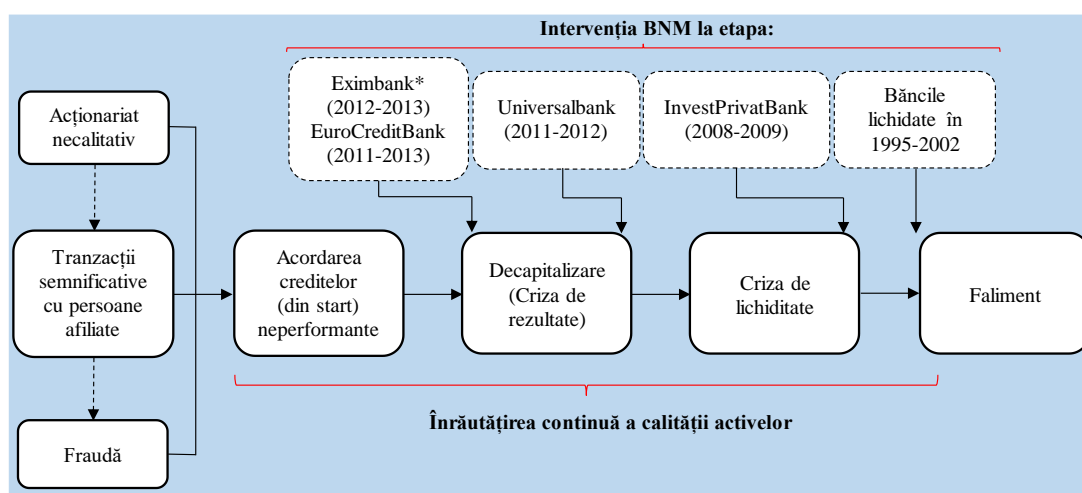 Intervenția BNM la etapa:
Eximbank*
(2012-2013)
EuroCreditBank
(2011-2013)
Universalbank
(2011-2012)
InvestPrivatBank
(2008-2009)
Băncile
lichidate în
1995-2002
Acționariat
necalitativ
Tranzacții
semnificative
cu persoane
afiliate
Fraudă
Acordarea
creditelor
(din start)
neperformante
Decapitalizare
(Criza de
rezultate)
Criza de
lichiditate
Faliment
Înrăutățirea continuă a calității activelor